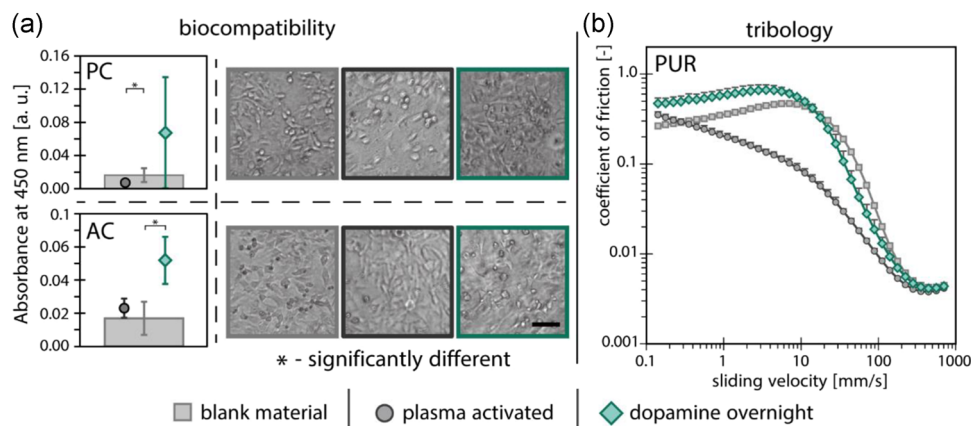 (a)
biocompatibility
Absorbance at 450 nm [a. u.]
PC
0.16
0.12
0.08
0.04
0.00
*
AC
0.1
0.06
0.04
0.02
0.00
*
* - significantly different
(b)
tribology
PUR
coefficient of friction [-]
1.0
0.1
0.01
0.001
0.1 1 10 100 1000
sliding velocity [mm/s]
blank material plasma activated dopamine overnight